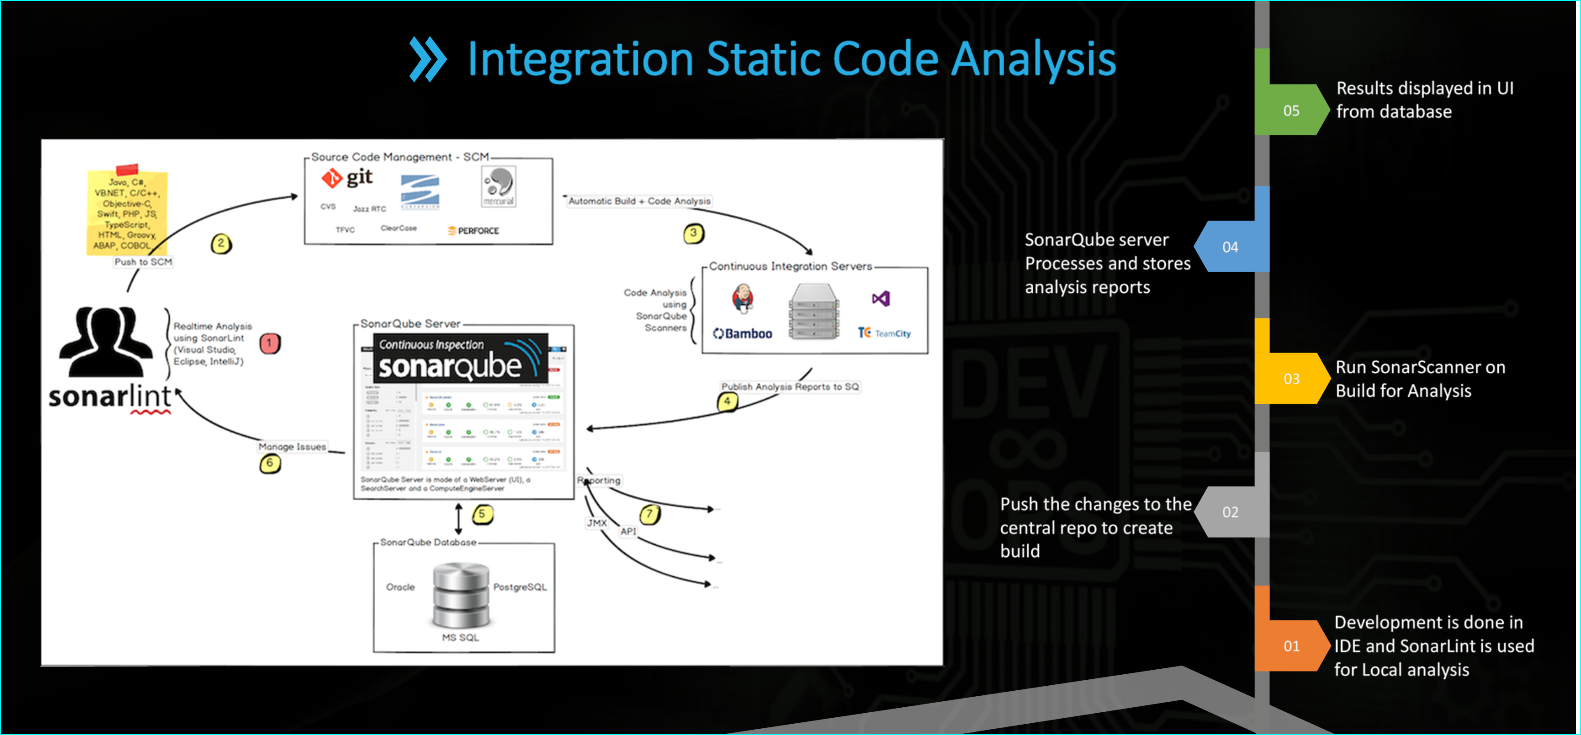 Integration Static Code Analysis
Java, C#,
VB.NET, C/C++,
Objective-C,
Swift, PHP, JS,
TypeScript,
HTML, Groovy,
ABAP, COBOL,
Push to SCM
2
Source Code Management - SCM
git
mercurial
CVS
Jazz RTC
TFVC
ClearCase
PERFORCE
Automatic Build + Code Analysis
3
Continuous Integration Servers
Bamboo
TeamCity
Code Analysis
using
SonarQube
Scanners
Realtime Analysis
using SonarLint
(Visual Studio,
Eclipse, IntelliJ)
1
sonarlint
SonarQube Server
Continuous Inspection
sonarqube
SonarQube Server is made of a WebServer (UI), a
SearchServer and a ComputeEngineServer
Publish Analysis Reports to SQ
4
Manage Issues
6
5
Reporting
7
JMX
API
...
...
...
SonarQube Database
Oracle
PostgreSQL
MS SQL
05
Results displayed in UI
from database
04
SonarQube server
Processes and stores
analysis reports
03
Run SonarScanner on
Build for Analysis
02
Push the changes to the
central repo to create
build
01
Development is done in
IDE and SonarLint is used
for Local analysis
DEV